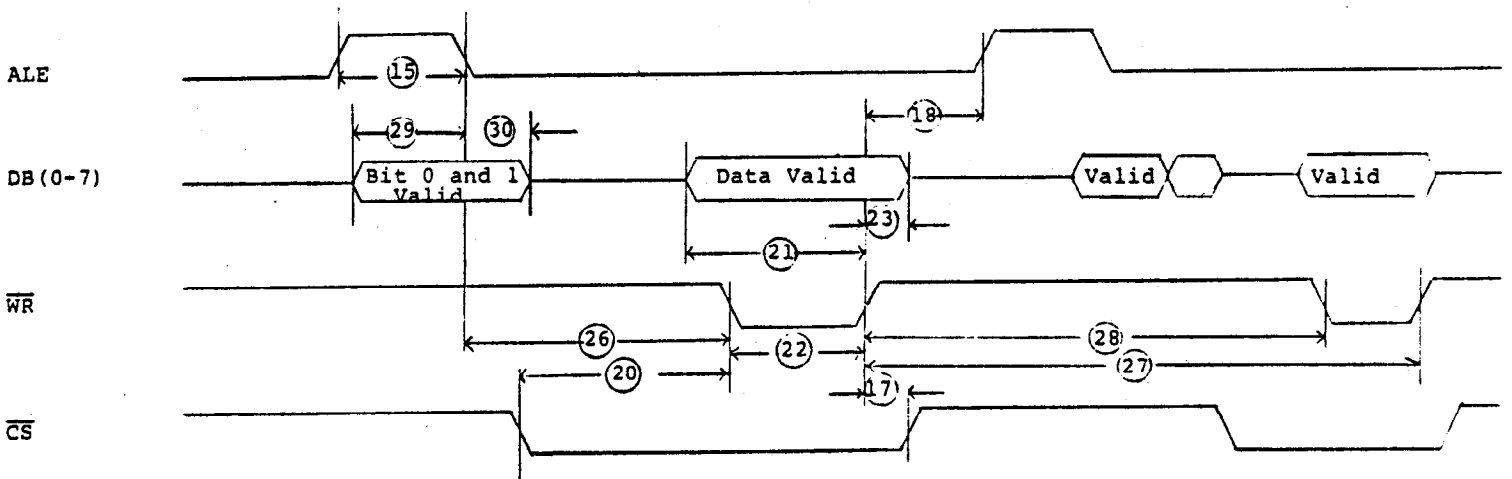 ALE
15
18
29
30
DB(0-7)
Bit 0 and 1
Valid
Data Valid
Valid
Valid
23
21
WR
26
22
28
27
20
17
CS